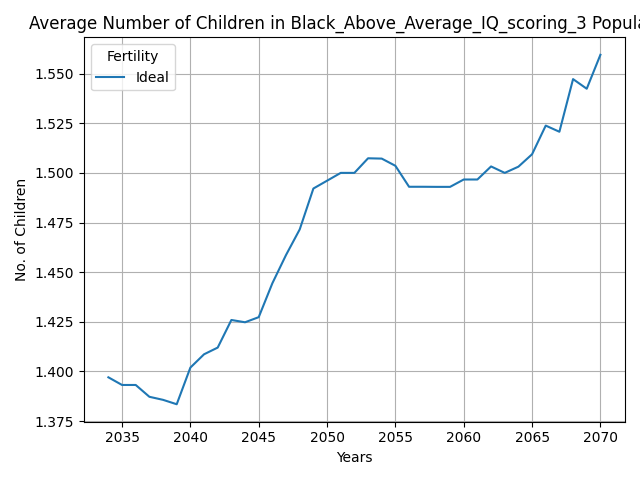 Average Number of Children in Black_Above_Average_IQ_scoring_3 Popula
Fertility
Ideal
1.550
1.525
1.500
1.475
1.450
1.425
1.400
1.375
No. of Children
2035 2040 2045 2050 2055 2060 2065 2070
Years